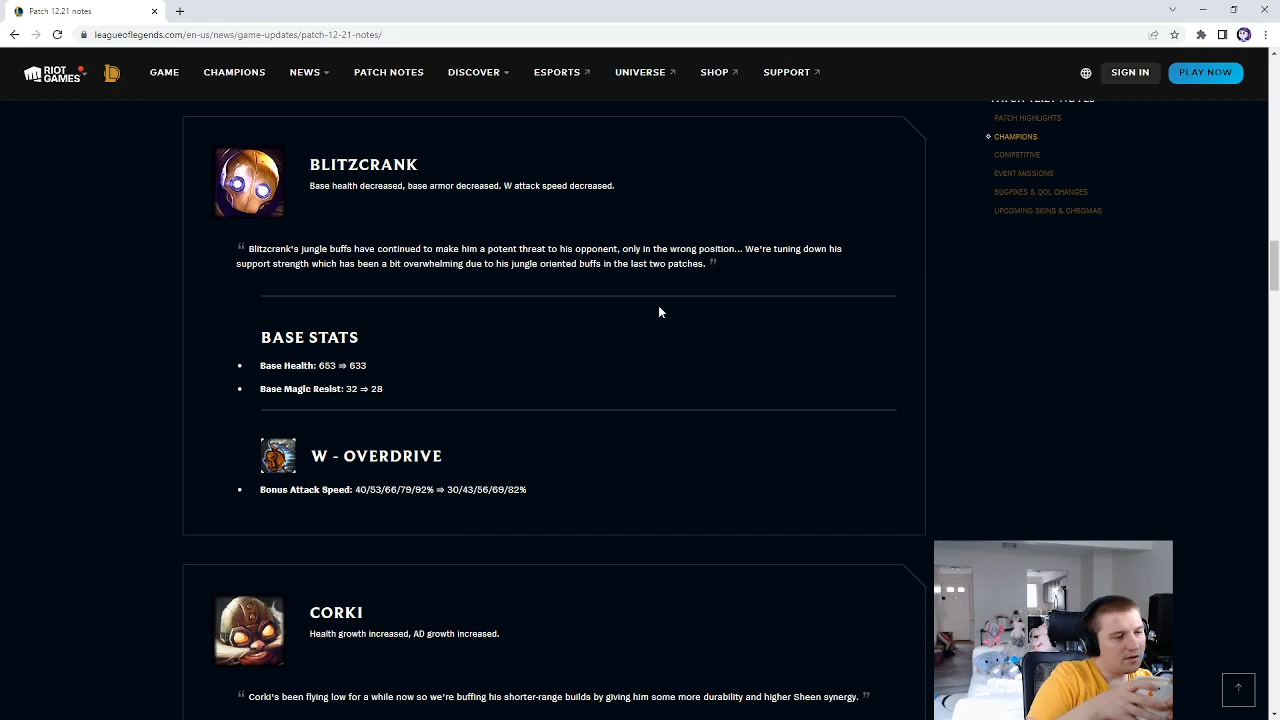 Patch 12.21 notes
leagueoflegends.com/en-us/news/game-updates/patch-12-21-notes/
RIOT GAMES
GAME
CHAMPIONS
NEWS
PATCH NOTES
DISCOVER
ESPORTS
UNIVERSE
SHOP
SUPPORT
SIGN IN
PLAY NOW
PATCH 12.21 NOTES
PATCH HIGHLIGHTS
CHAMPIONS
COMPETITIVE
EVENT MISSIONS
BUGFIXES & QOL CHANGES
UPCOMING SKINS & CHROMAS
BLITZCRANK
Base health decreased, base armor decreased. W attack speed decreased.
“ Blitzcrank's jungle buffs have continued to make him a potent threat to his opponent, only in the wrong position... We're tuning down his
support strength which has been a bit overwhelming due to his jungle oriented buffs in the last two patches. ”
BASE STATS
• Base Health: 653 ⇒ 633
• Base Magic Resist: 32 ⇒ 28
W - OVERDRIVE
• Bonus Attack Speed: 40/53/66/79/92% ⇒ 30/43/56/69/82%
CORKI
Health growth increased, AD growth increased.
“ Corki's been flying low for a while now so we're buffing his shorter-range builds by giving him some more durability and higher Sheen synergy. ”